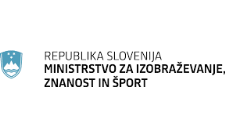 REPUBLIKA SLOVENIJA
MINISTRSTVO ZA IZOBRAŽEVANJE,
ZNANOST IN ŠPORT